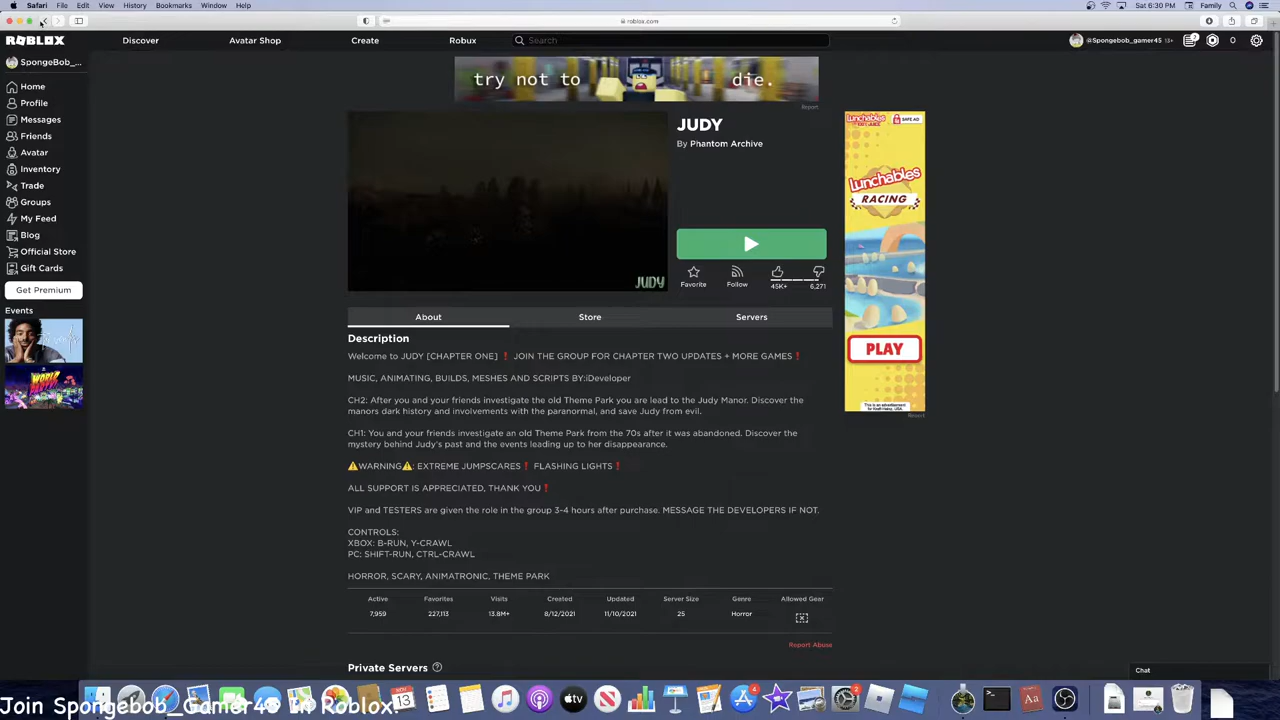 Safari File Edit View History Bookmarks Window Help
Sat 6:30 PM Family
roblox.com
ROBLOX Discover Avatar Shop Create Robux Search
@Spongebob_gamer45 13+
SpongeBob_...
Home
Profile
Messages
Friends
Avatar
Inventory
Trade
Groups
My Feed
Blog
Official Store
Gift Cards
Get Premium
Events
try not to die.
Report
JUDY
By Phantom Archive
JUDY
Favorite Follow 45K+ 6,271
About Store Servers
Description
Welcome to JUDY [CHAPTER ONE] ❗ JOIN THE GROUP FOR CHAPTER TWO UPDATES + MORE GAMES❗
MUSIC, ANIMATING, BUILDS, MESHES AND SCRIPTS BY:iDeveloper
CH2: After you and your friends investigate the old Theme Park you are lead to the Judy Manor. Discover the
manors dark history and involvements with the paranormal, and save Judy from evil.
CH1: You and your friends investigate an old Theme Park from the 70s after it was abandoned. Discover the
mystery behind Judy's past and the events leading up to her disappearance.
⚠️WARNING⚠️: EXTREME JUMPSCARES❗ FLASHING LIGHTS❗
ALL SUPPORT IS APPRECIATED, THANK YOU❗
VIP and TESTERS are given the role in the group 3-4 hours after purchase. MESSAGE THE DEVELOPERS IF NOT.
CONTROLS:
XBOX: B-RUN, Y-CRAWL
PC: SHIFT-RUN, CTRL-CRAWL
HORROR, SCARY, ANIMATRONIC, THEME PARK
Active Favorites Visits Created Updated Server Size Genre Allowed Gear
7,959 227,113 13.8M+ 8/12/2021 11/10/2021 25 Horror
Report Abuse
Private Servers
Lunchables
SAFE AD
Lunchables
RACING
PLAY
Report
Chat
Join Spongebob_Gamer45 in Roblox!